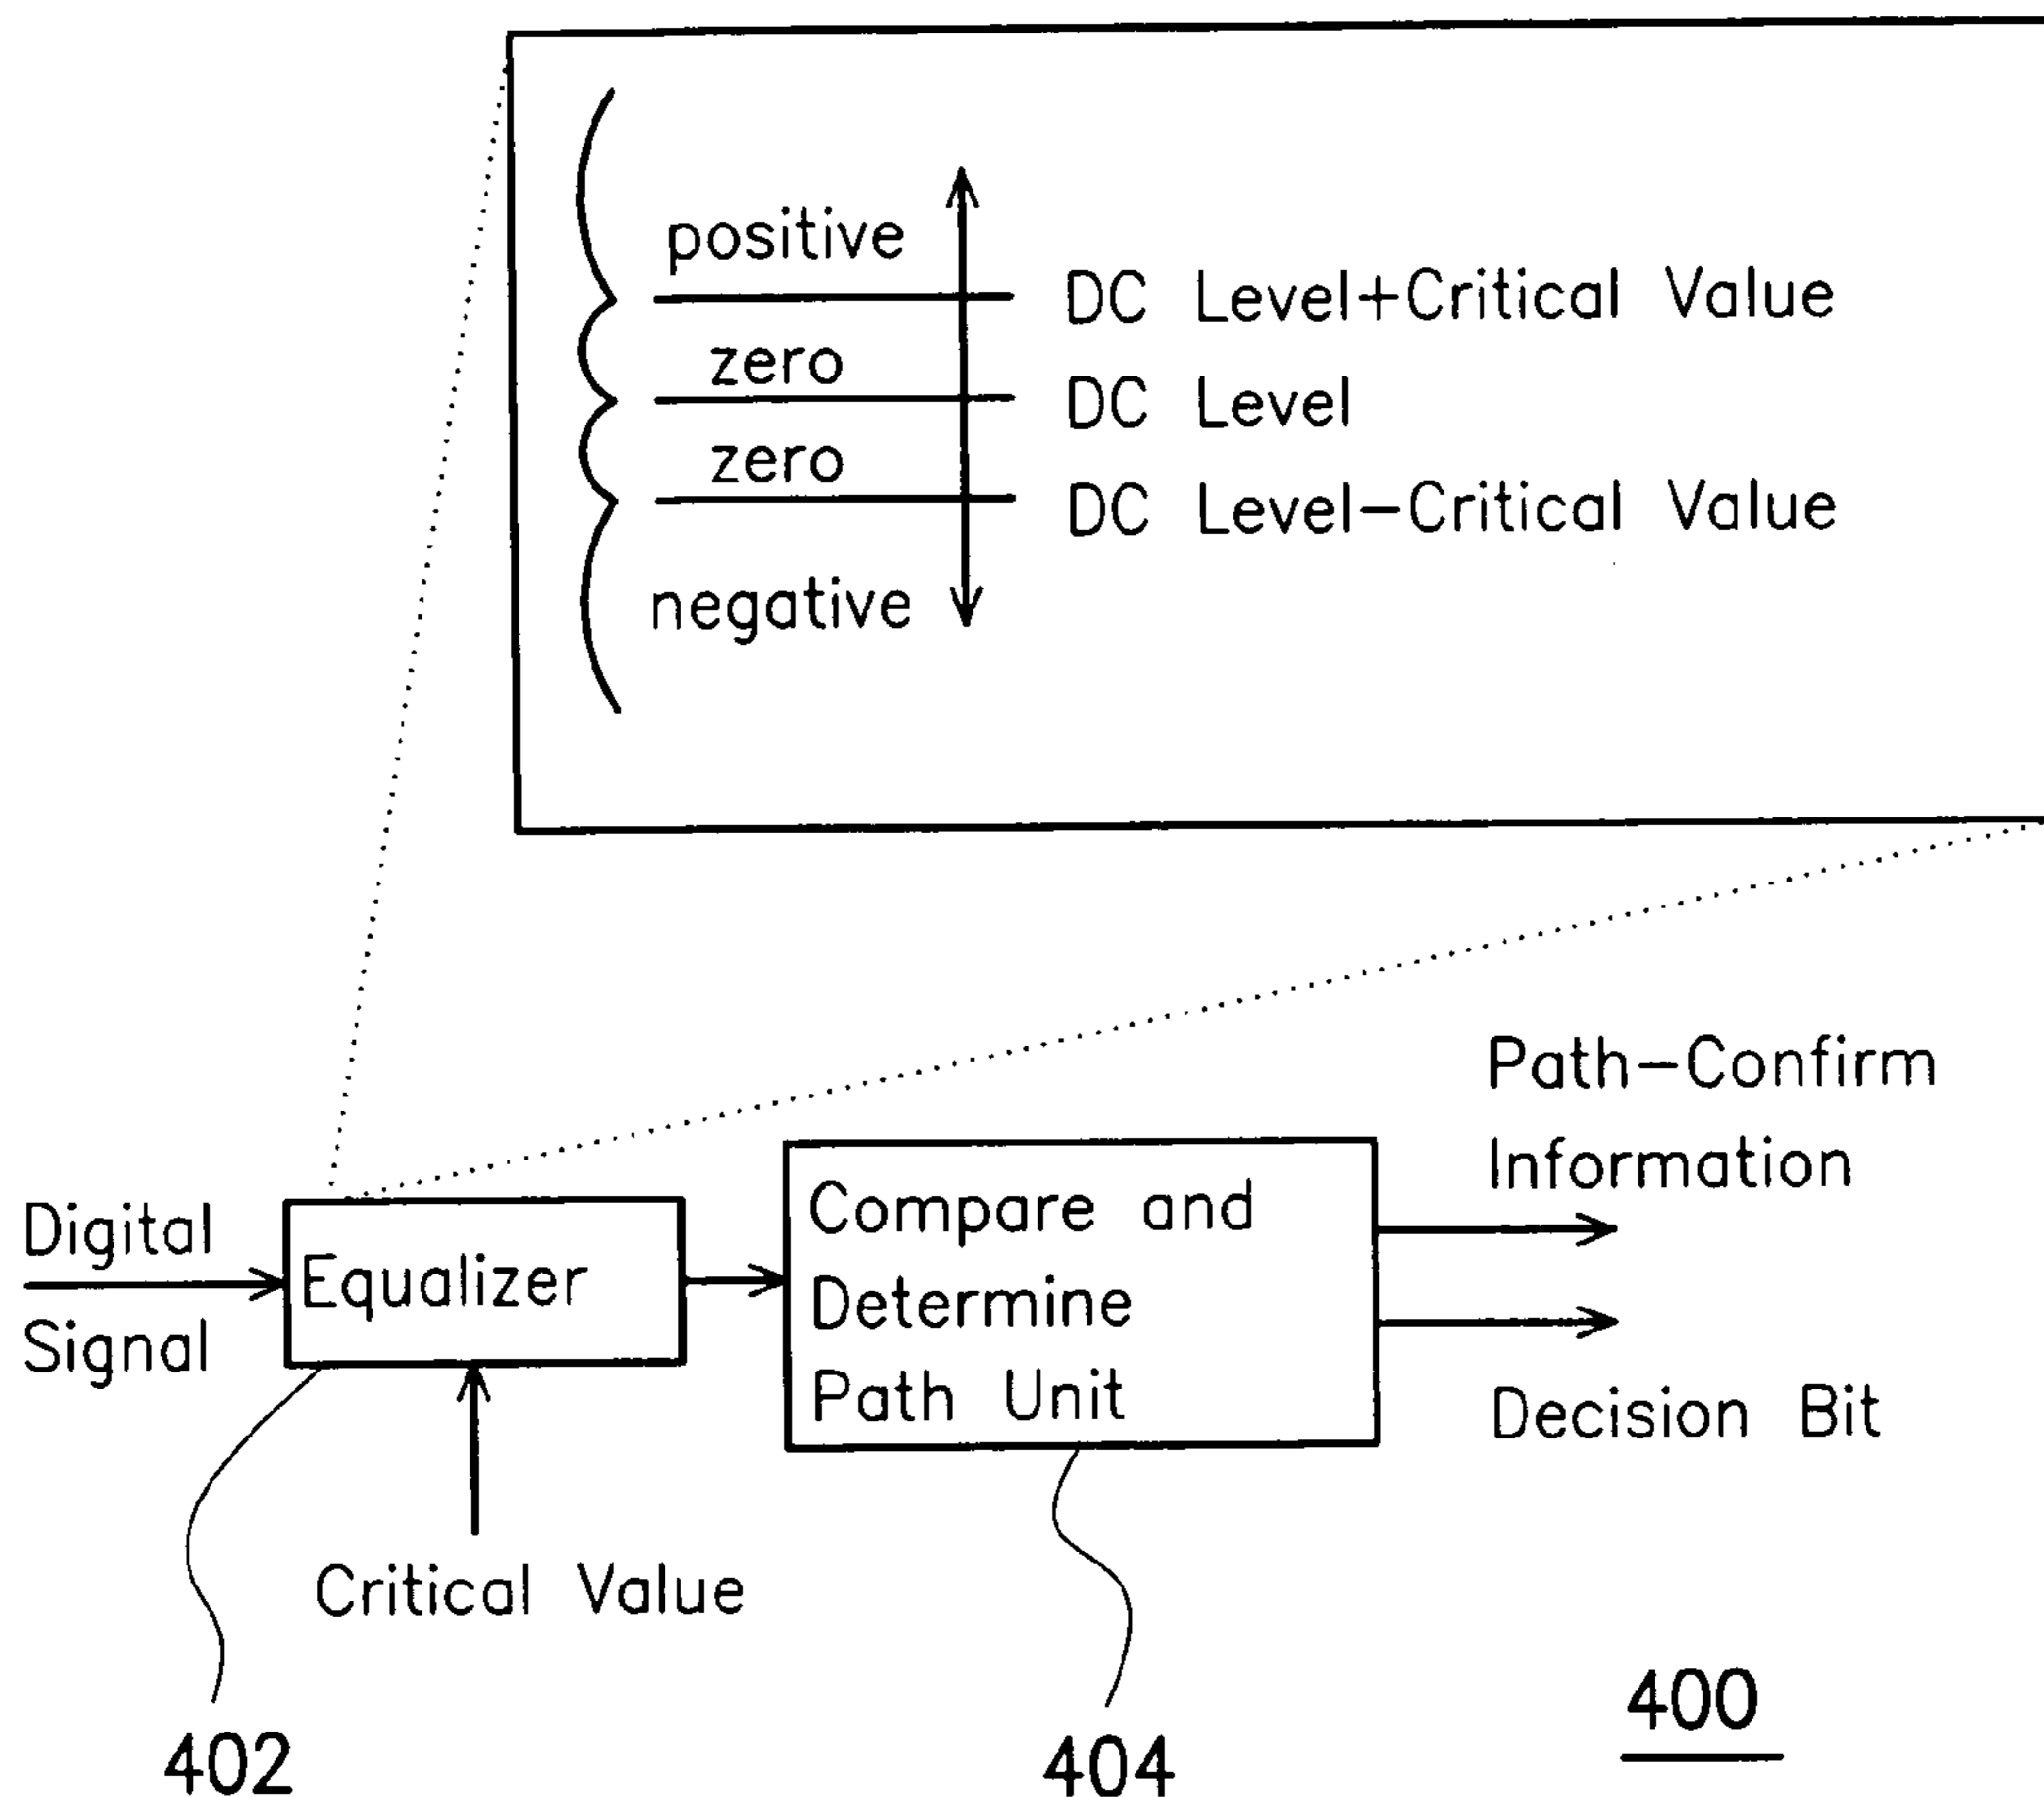 positive
DC Level+Critical Value
zero
DC Level
zero
DC Level−Critical Value
negative
Path−Confirm
Information
Digital
Signal
Equalizer
Compare and
Determine
Path Unit
Decision Bit
Critical Value
402
404
400